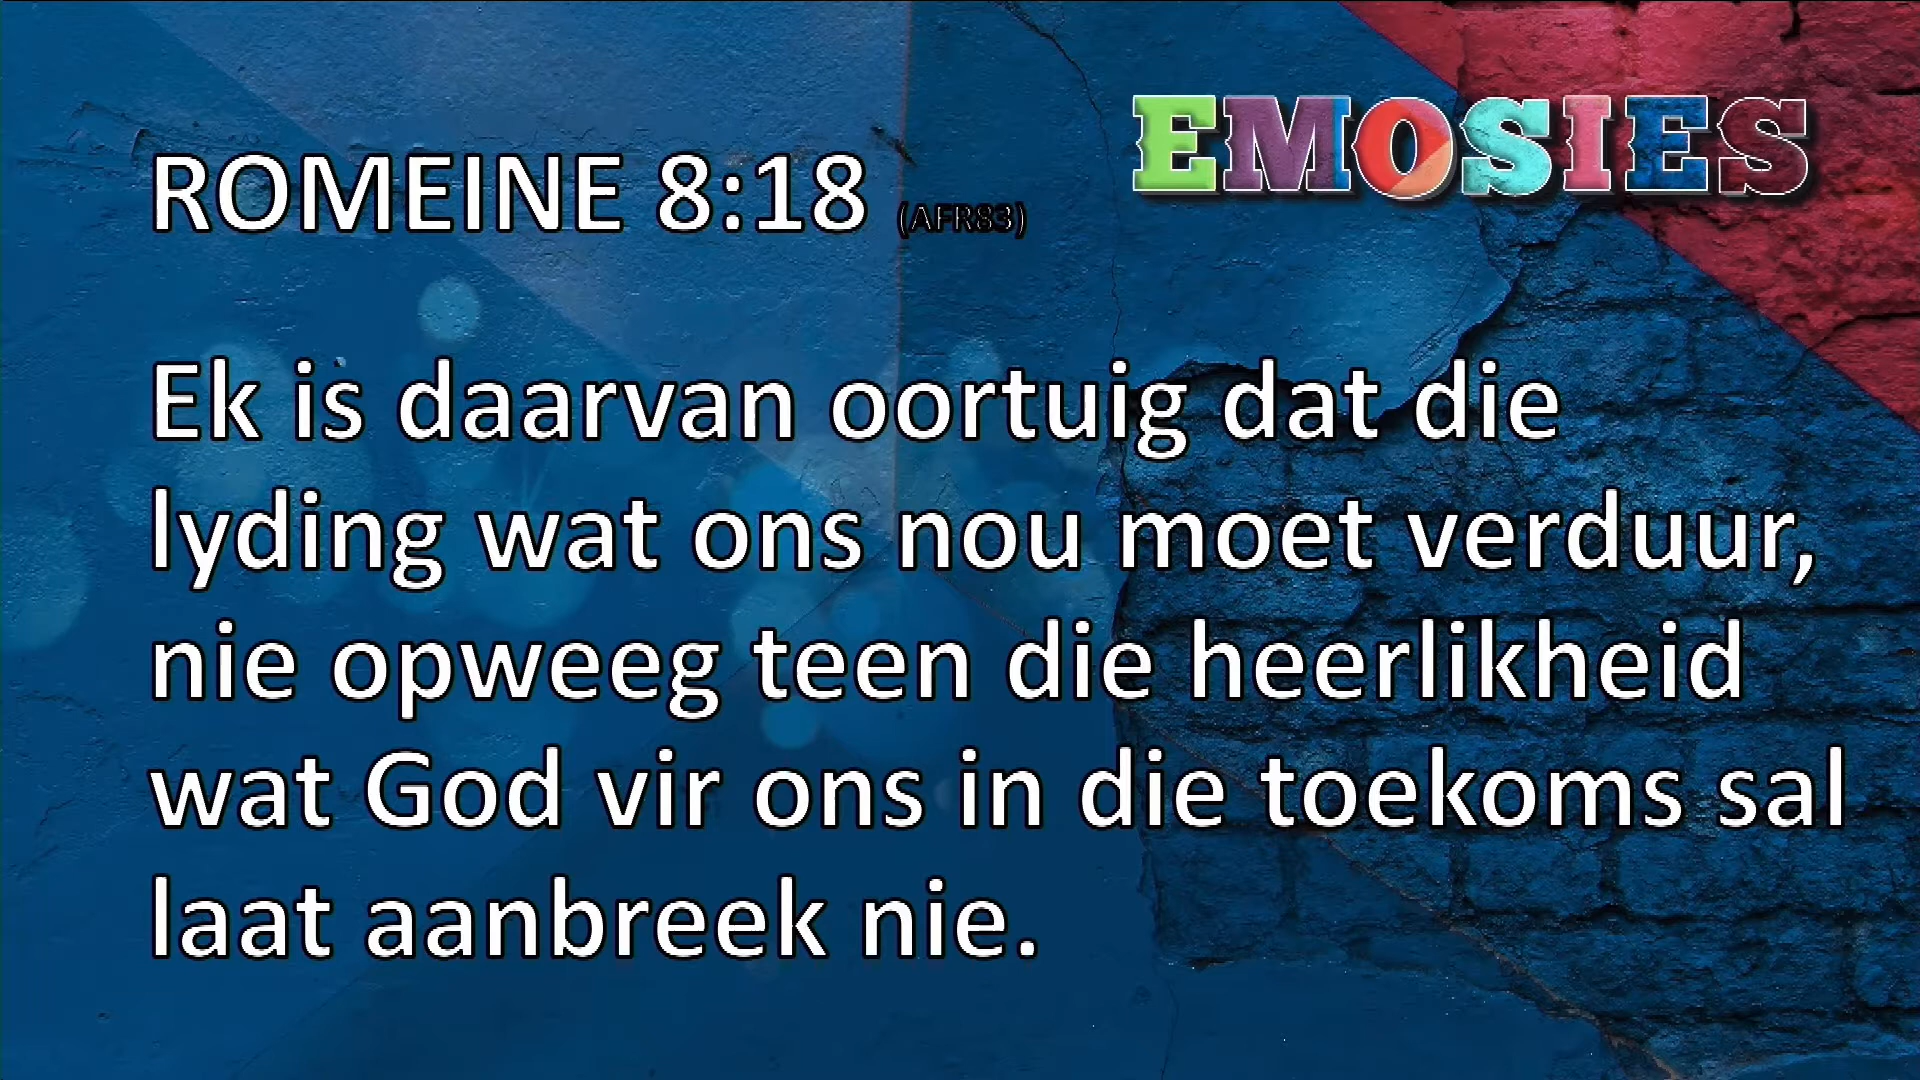 EMOSIES
ROMEINE 8:18 (AFR83)
Ek is daarvan oortuig dat die
lyding wat ons nou moet verduur,
nie opweeg teen die heerlikheid
wat God vir ons in die toekoms sal
laat aanbreek nie.